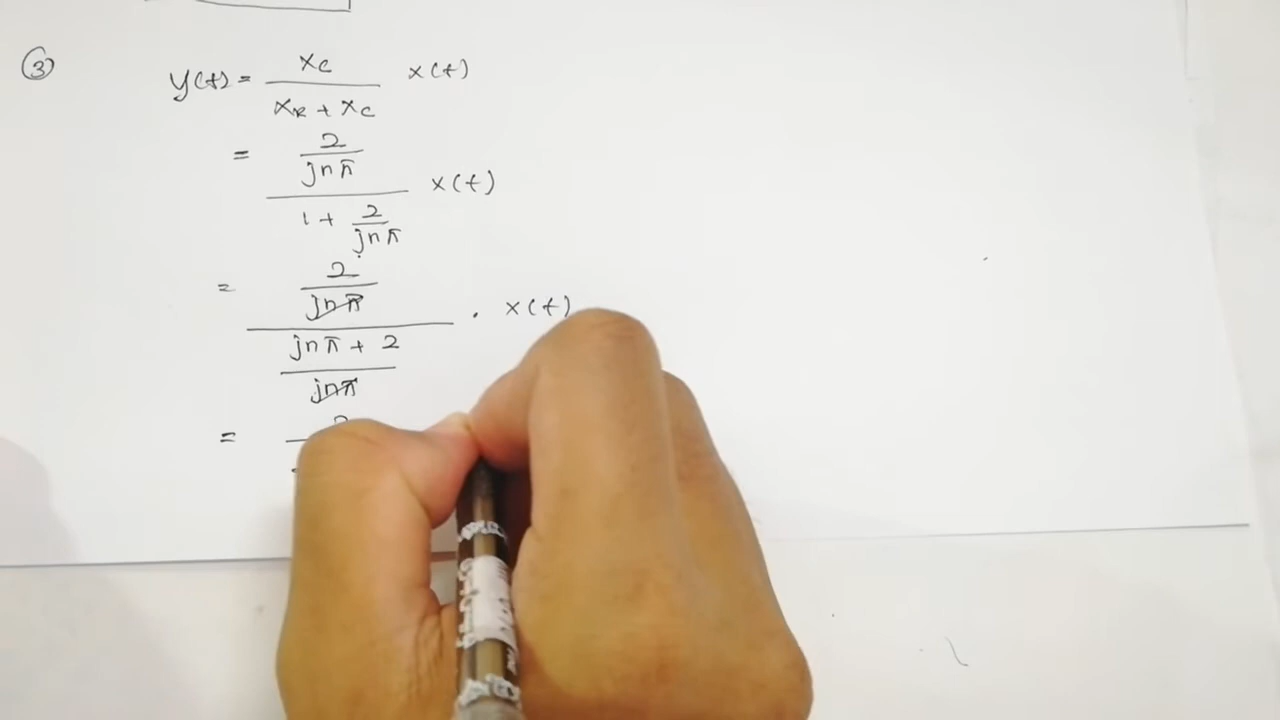 ③
y(t) = xc / (xR + xc) x(t)
= (2 / jnπ) / (1 + 2 / jnπ) x(t)
= (2 / jnπ) / ((jnπ + 2) / jnπ) . x(t)
=